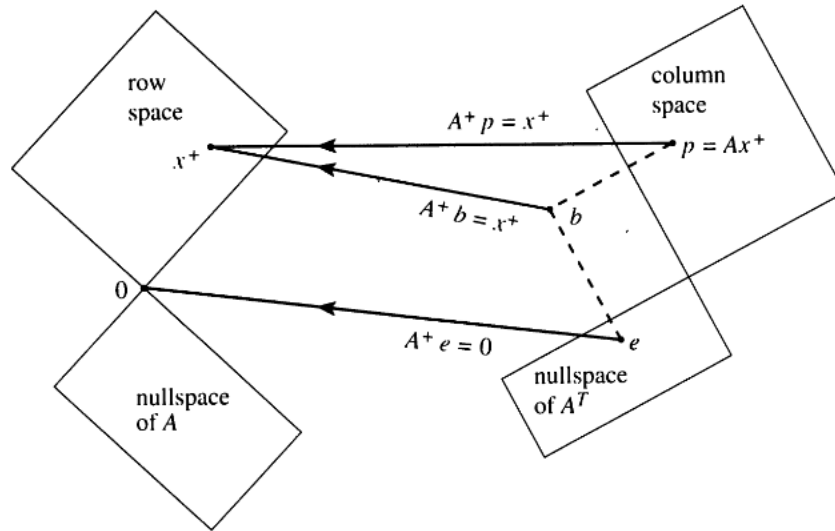 row
space
column
space
A⁺ p = x⁺
x⁺
p = Ax⁺
A⁺ b = x⁺
b
0
A⁺ e = 0
e
nullspace
of A
nullspace
of Aᵀ